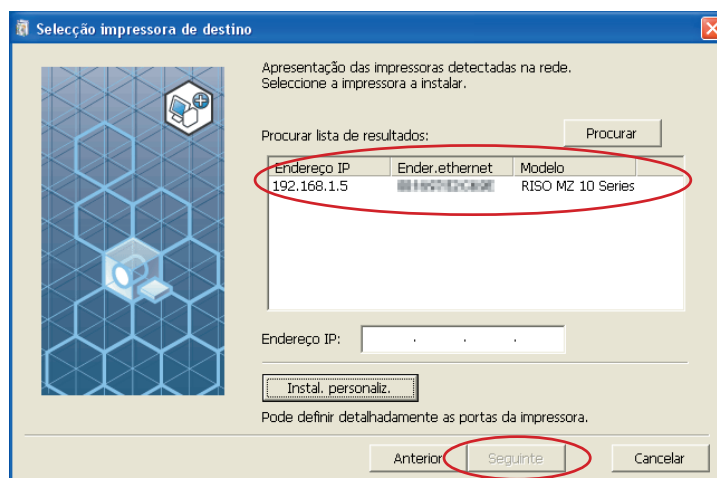 Selecção impressora de destino
Apresentação das impressoras detectadas na rede.
Seleccione a impressora a instalar.
Procurar lista de resultados: Procurar
Endereço IP Ender.ethernet Modelo
192.168.1.5 RISO MZ 10 Series
Endereço IP: . . .
Instal. personaliz.
Pode definir detalhadamente as portas da impressora.
Anterior Seguinte Cancelar